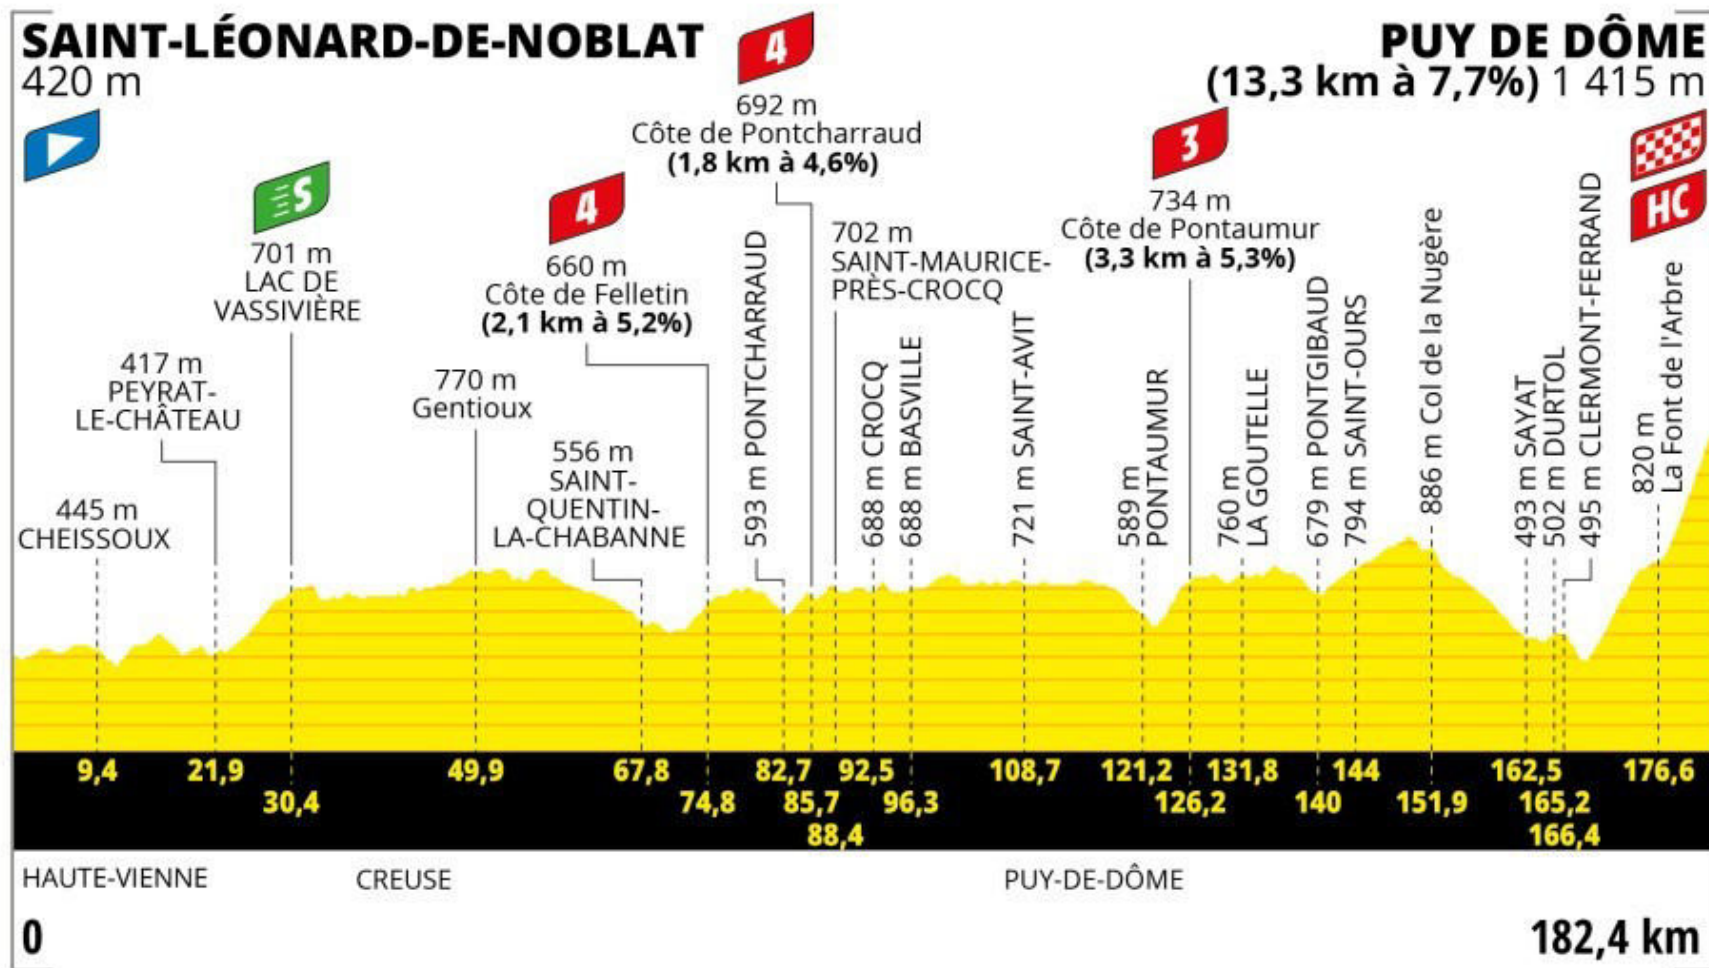 SAINT-LÉONARD-DE-NOBLAT
420 m
PUY DE DÔME
(13,3 km à 7,7%) 1 415 m
HC
445 m
CHEISSOUX
417 m
PEYRAT-
LE-CHÂTEAU
S
701 m
LAC DE
VASSIVIÈRE
770 m
Gentioux
556 m
SAINT-
QUENTIN-
LA-CHABANNE
4
660 m
Côte de Felletin
(2,1 km à 5,2%)
593 m PONTCHARRAUD
4
692 m
Côte de Pontcharraud
(1,8 km à 4,6%)
702 m
SAINT-MAURICE-
PRÈS-CROCQ
688 m CROCQ
688 m BASVILLE
721 m SAINT-AVIT
589 m
PONTAUMUR
3
734 m
Côte de Pontaumur
(3,3 km à 5,3%)
760 m
LA GOUTELLE
679 m PONTGIBAUD
794 m SAINT-OURS
886 m Col de la Nugère
493 m SAYAT
502 m DURTOL
495 m CLERMONT-FERRAND
820 m
La Font de l'Arbre
9,4 21,9 49,9 67,8 82,7 92,5 108,7 121,2 131,8 144 162,5 176,6
30,4 74,8 85,7 96,3 126,2 140 151,9 165,2
88,4 166,4
HAUTE-VIENNE CREUSE PUY-DE-DÔME
0 182,4 km